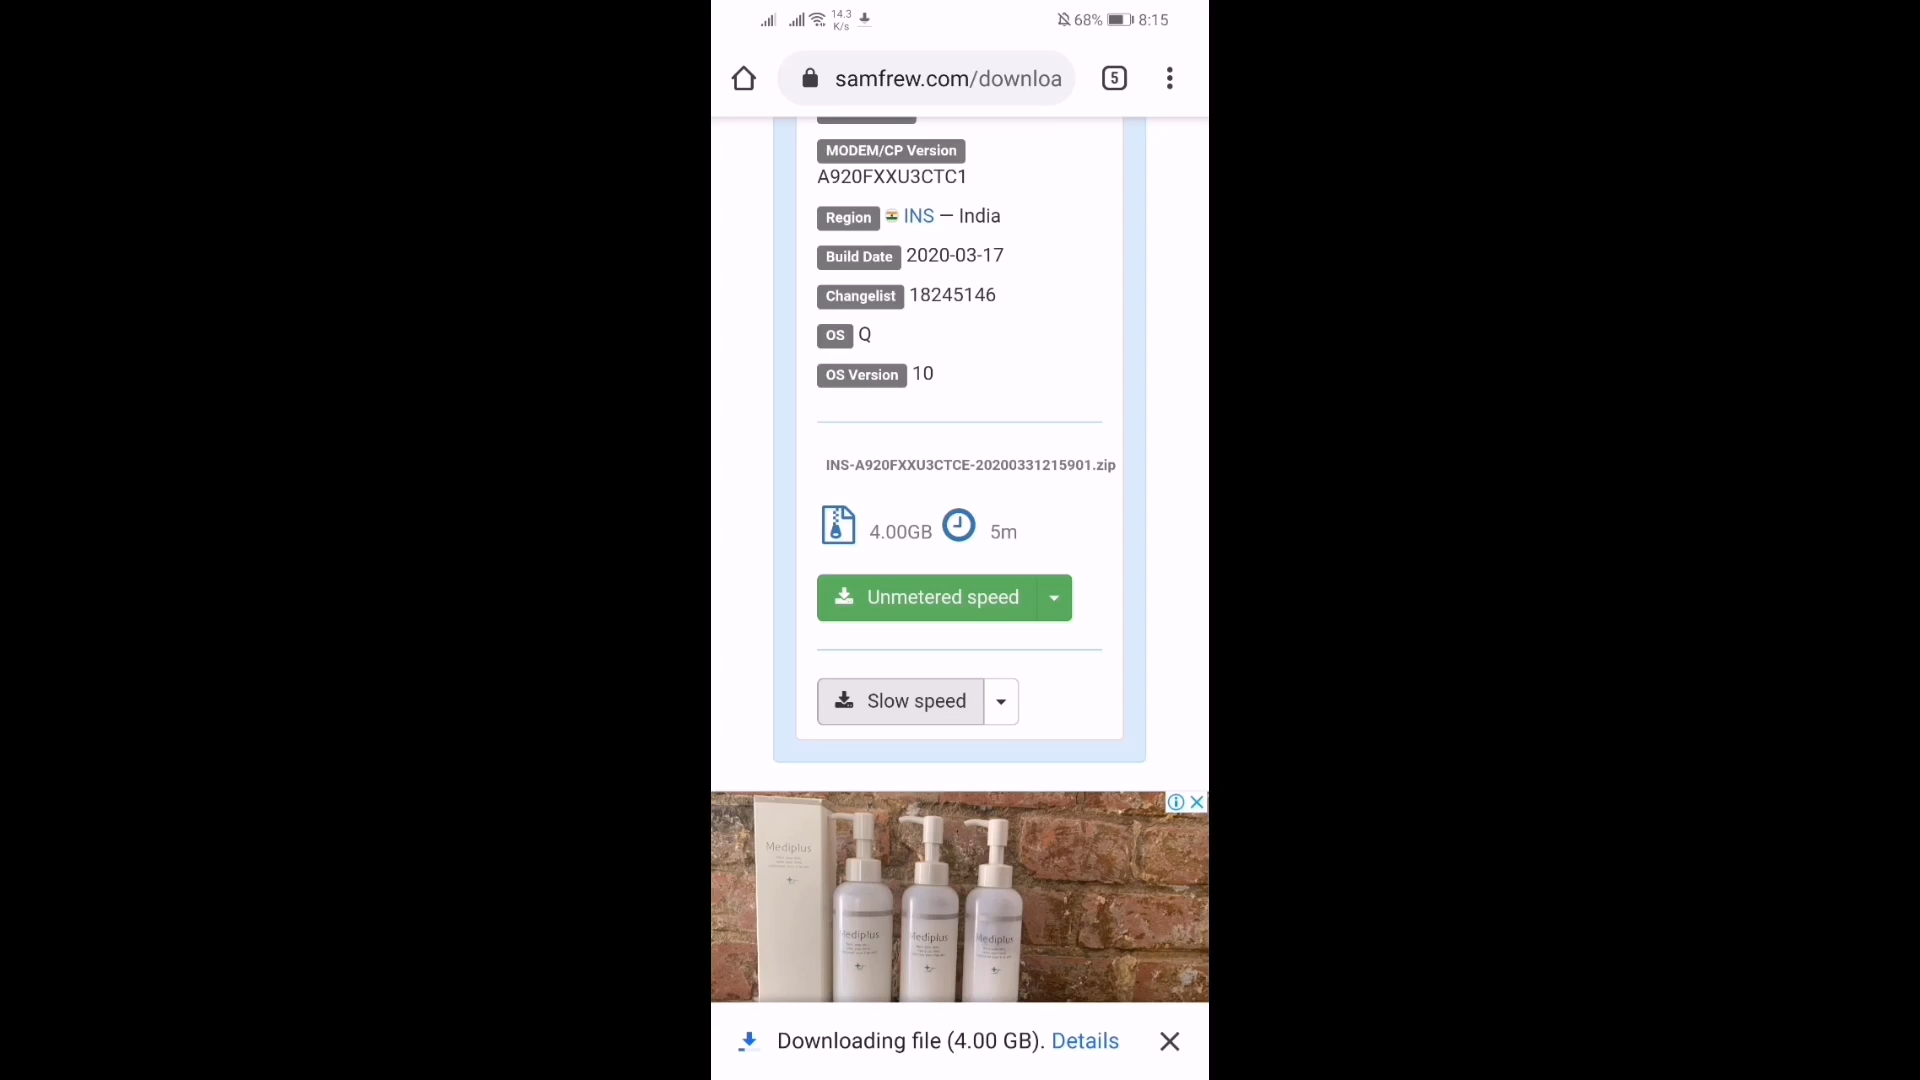 14.3
K/s
68%
8:15
samfrew.com/downloa
5
MODEM/CP Version
A920FXXU3CTC1
Region INS — India
Build Date 2020-03-17
Changelist 18245146
OS Q
OS Version 10
INS-A920FXXU3CTCE-20200331215901.zip
4.00GB 5m
Unmetered speed
Slow speed
Mediplus
Mediplus Mediplus Mediplus
Downloading file (4.00 GB). Details